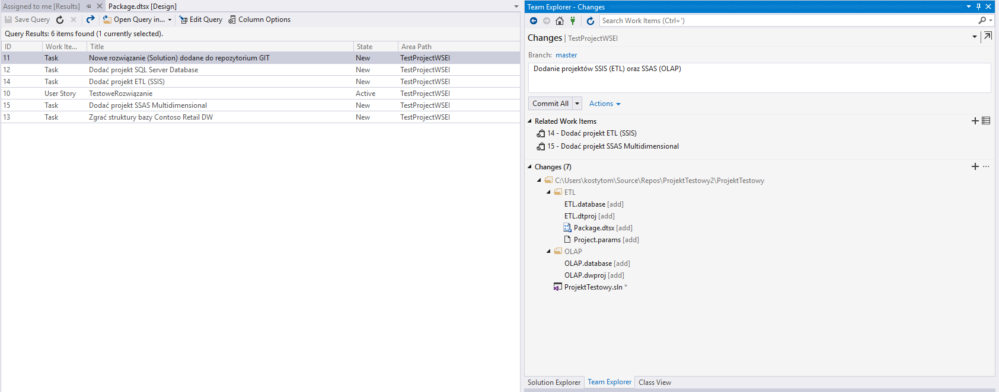 Assigned to me [Results]
Package.dtsx [Design]
Save Query
Open Query in...
Edit Query
Column Options
Query Results: 6 items found (1 currently selected).
ID Work Ite... Title State Area Path
11 Task Nowe rozwiązanie (Solution) dodane do repozytorium GIT New TestProjectWSEI
12 Task Dodać projekt SQL Server Database New TestProjectWSEI
14 Task Dodać projekt ETL (SSIS) New TestProjectWSEI
10 User Story TestoweRozwiązanie Active TestProjectWSEI
15 Task Dodać projekt SSAS Multidimensional New TestProjectWSEI
13 Task Zgrać struktury bazy Contoso Retail DW New TestProjectWSEI
Team Explorer - Changes
Search Work Items (Ctrl+')
Changes | TestProjectWSEI
Branch: master
Dodanie projektów SSIS (ETL) oraz SSAS (OLAP)
Commit All
Actions
Related Work Items
14 - Dodać projekt ETL (SSIS)
15 - Dodać projekt SSAS Multidimensional
Changes (7)
C:\Users\kostytom\Source\Repos\ProjektTestowy2\ProjektTestowy
ETL
ETL.database [add]
ETL.dtproj [add]
Package.dtsx [add]
Project.params [add]
OLAP
OLAP.database [add]
OLAP.dwproj [add]
ProjektTestowy.sln *
Solution Explorer
Team Explorer
Class View